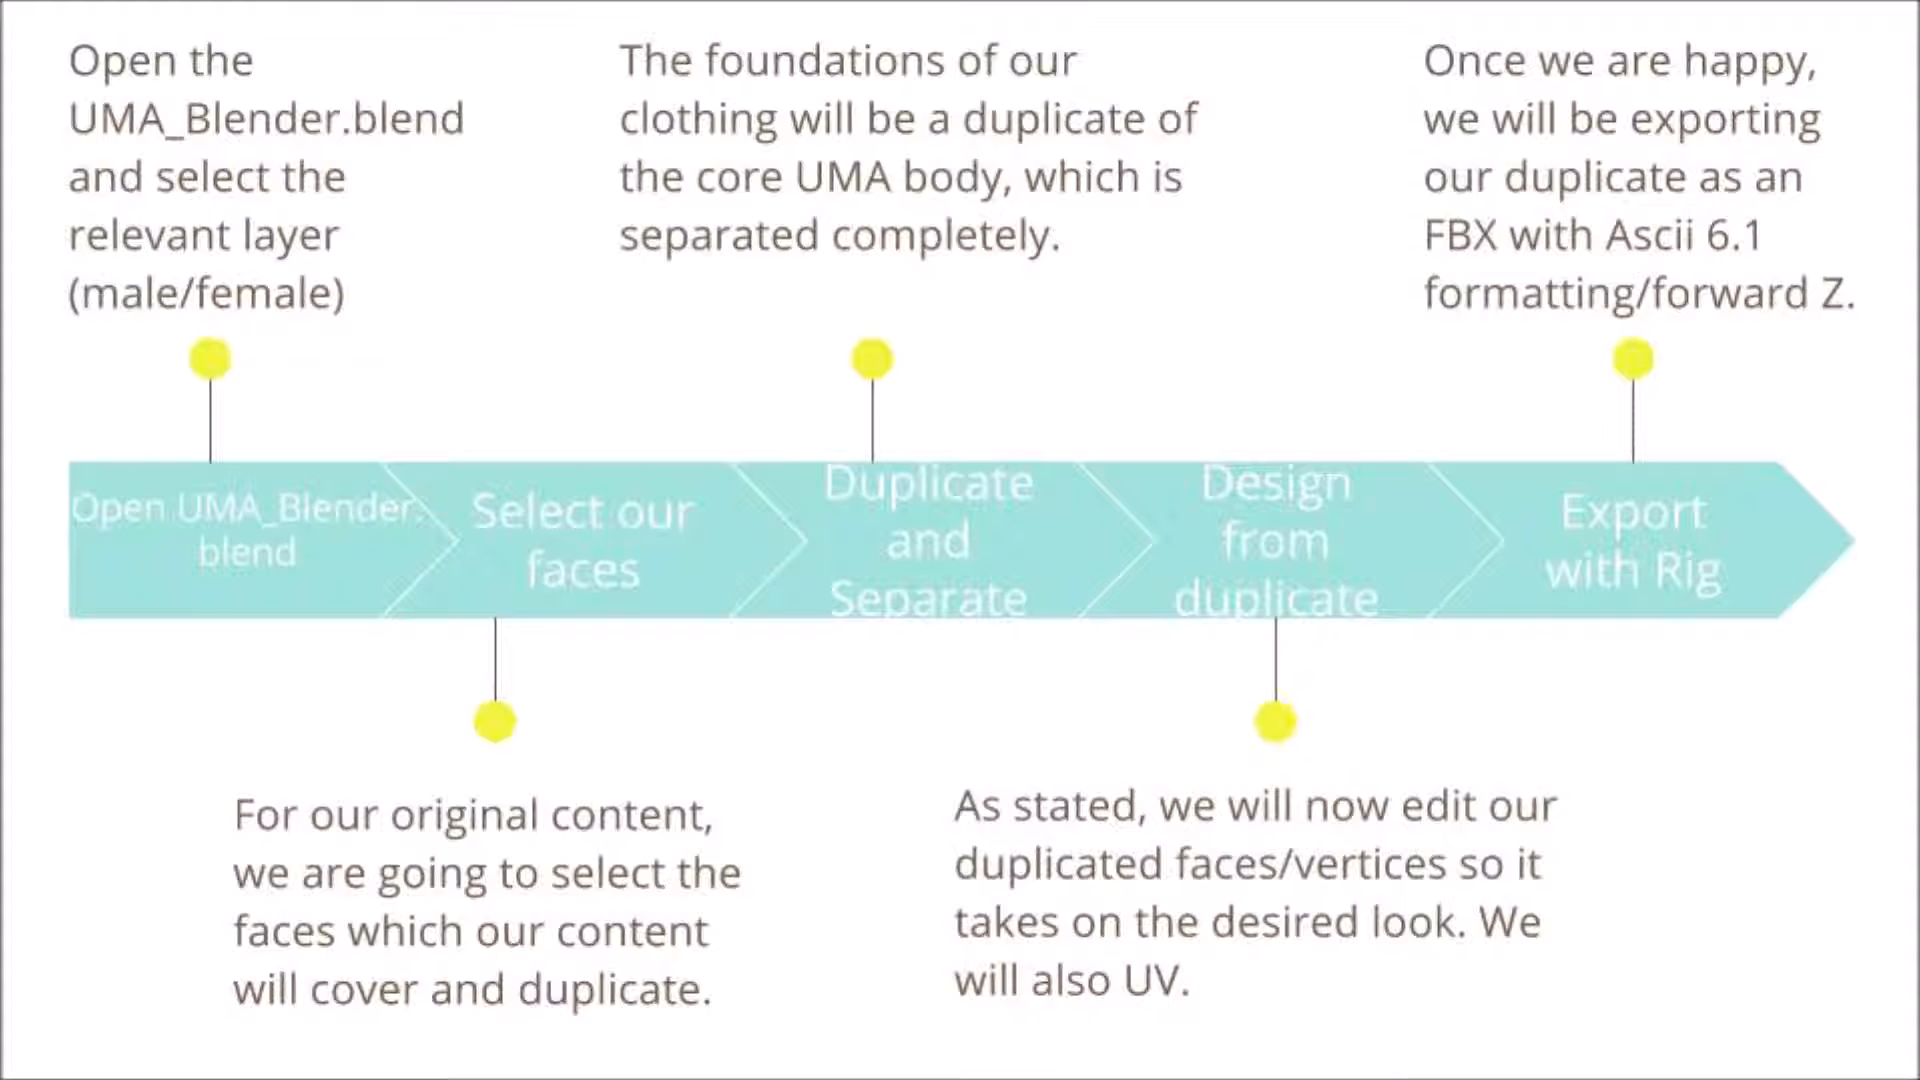 Open the
UMA_Blender.blend
and select the
relevant layer
(male/female)
The foundations of our
clothing will be a duplicate of
the core UMA body, which is
separated completely.
Once we are happy,
we will be exporting
our duplicate as an
FBX with Ascii 6.1
formatting/forward Z.
Open UMA_Blender.
blend
Select our
faces
Duplicate
and
Separate
Design
from
duplicate
Export
with Rig
For our original content,
we are going to select the
faces which our content
will cover and duplicate.
As stated, we will now edit our
duplicated faces/vertices so it
takes on the desired look. We
will also UV.